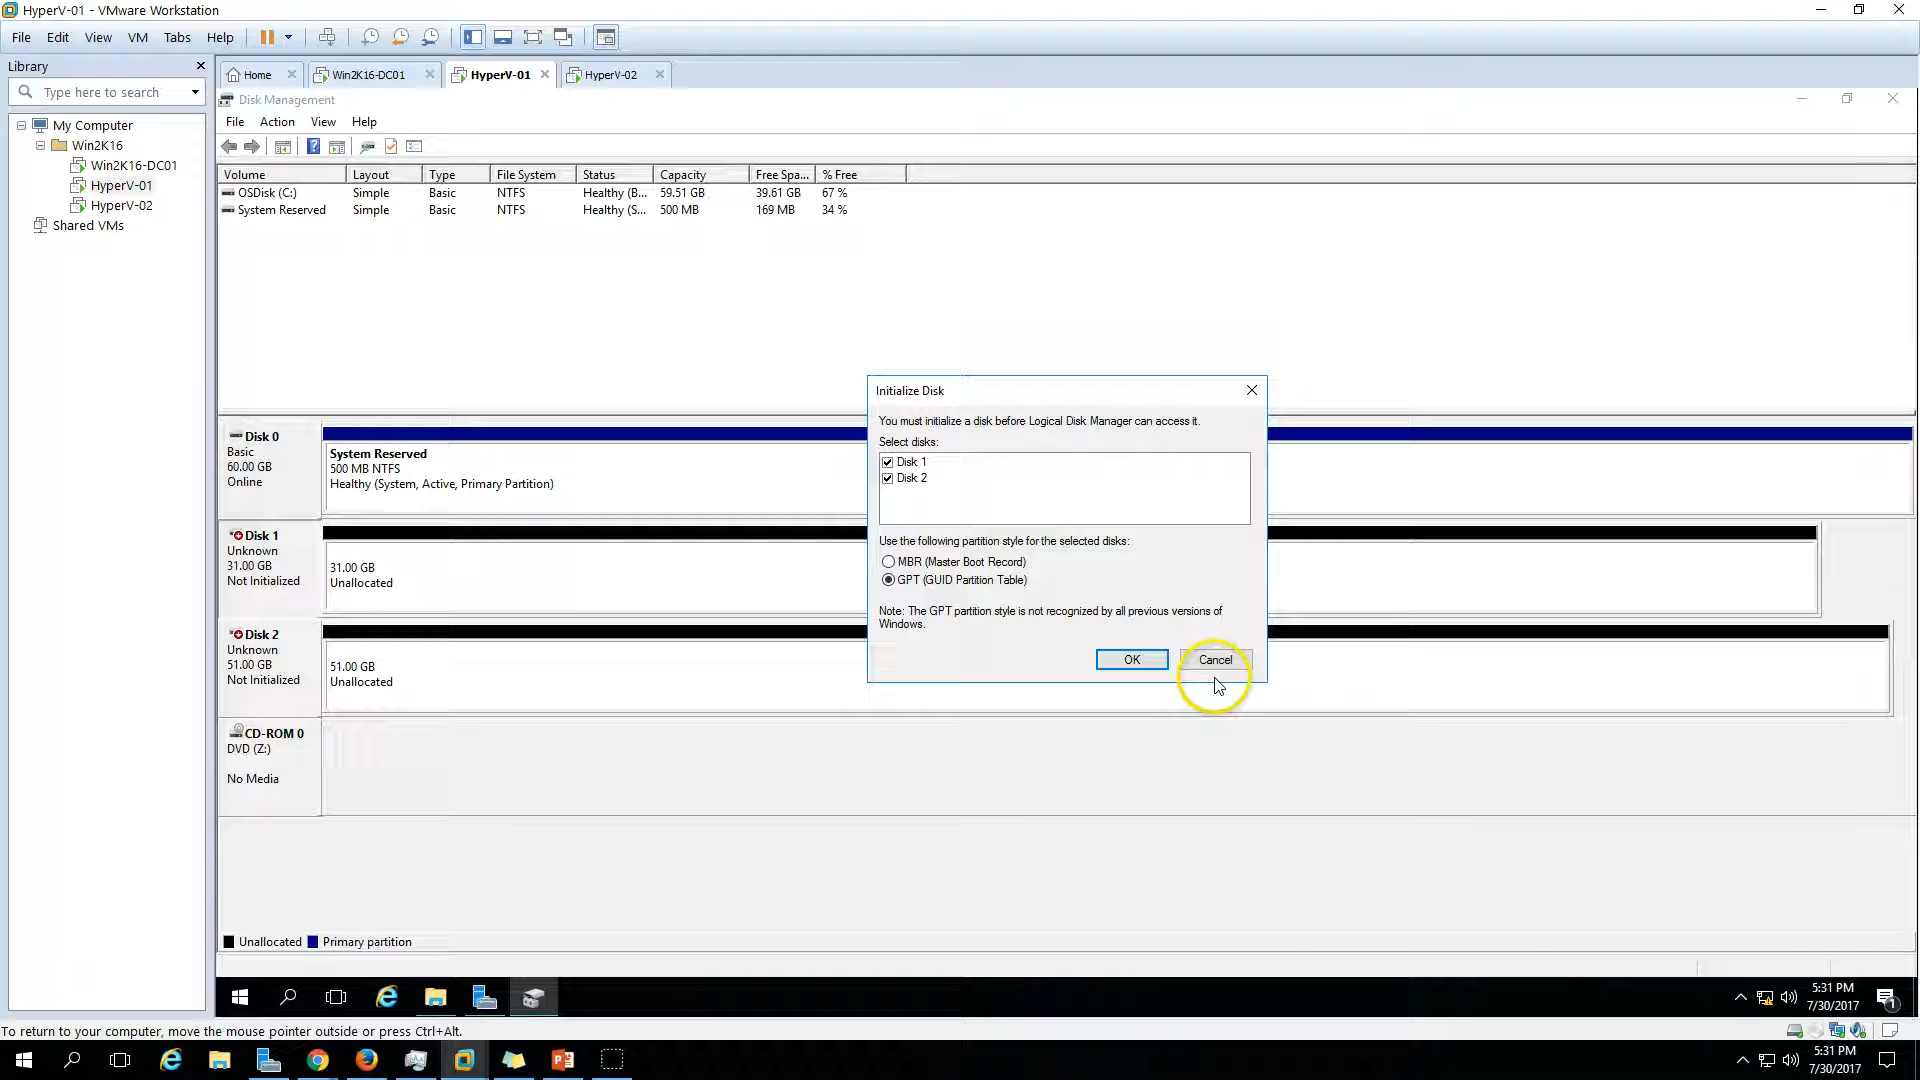 HyperV-01 - VMware Workstation
File Edit View VM Tabs Help
Library
Type here to search
My Computer
Win2K16
Win2K16-DC01
HyperV-01
HyperV-02
Shared VMs
Home Win2K16-DC01 HyperV-01 HyperV-02
Disk Management
File Action View Help
Volume Layout Type File System Status Capacity Free Spa... % Free
OSDisk (C:) Simple Basic NTFS Healthy (B... 59.51 GB 39.61 GB 67 %
System Reserved Simple Basic NTFS Healthy (S... 500 MB 169 MB 34 %
Disk 0
Basic
60.00 GB
Online
System Reserved
500 MB NTFS
Healthy (System, Active, Primary Partition)
Disk 1
Unknown
31.00 GB
Not Initialized
31.00 GB
Unallocated
Disk 2
Unknown
51.00 GB
Not Initialized
51.00 GB
Unallocated
CD-ROM 0
DVD (Z:)
No Media
Initialize Disk
You must initialize a disk before Logical Disk Manager can access it.
Select disks:
Disk 1
Disk 2
Use the following partition style for the selected disks:
MBR (Master Boot Record)
GPT (GUID Partition Table)
Note: The GPT partition style is not recognized by all previous versions of
Windows.
OK Cancel
Unallocated Primary partition
5:31 PM
7/30/2017
1
To return to your computer, move the mouse pointer outside or press Ctrl+Alt.
5:31 PM
7/30/2017